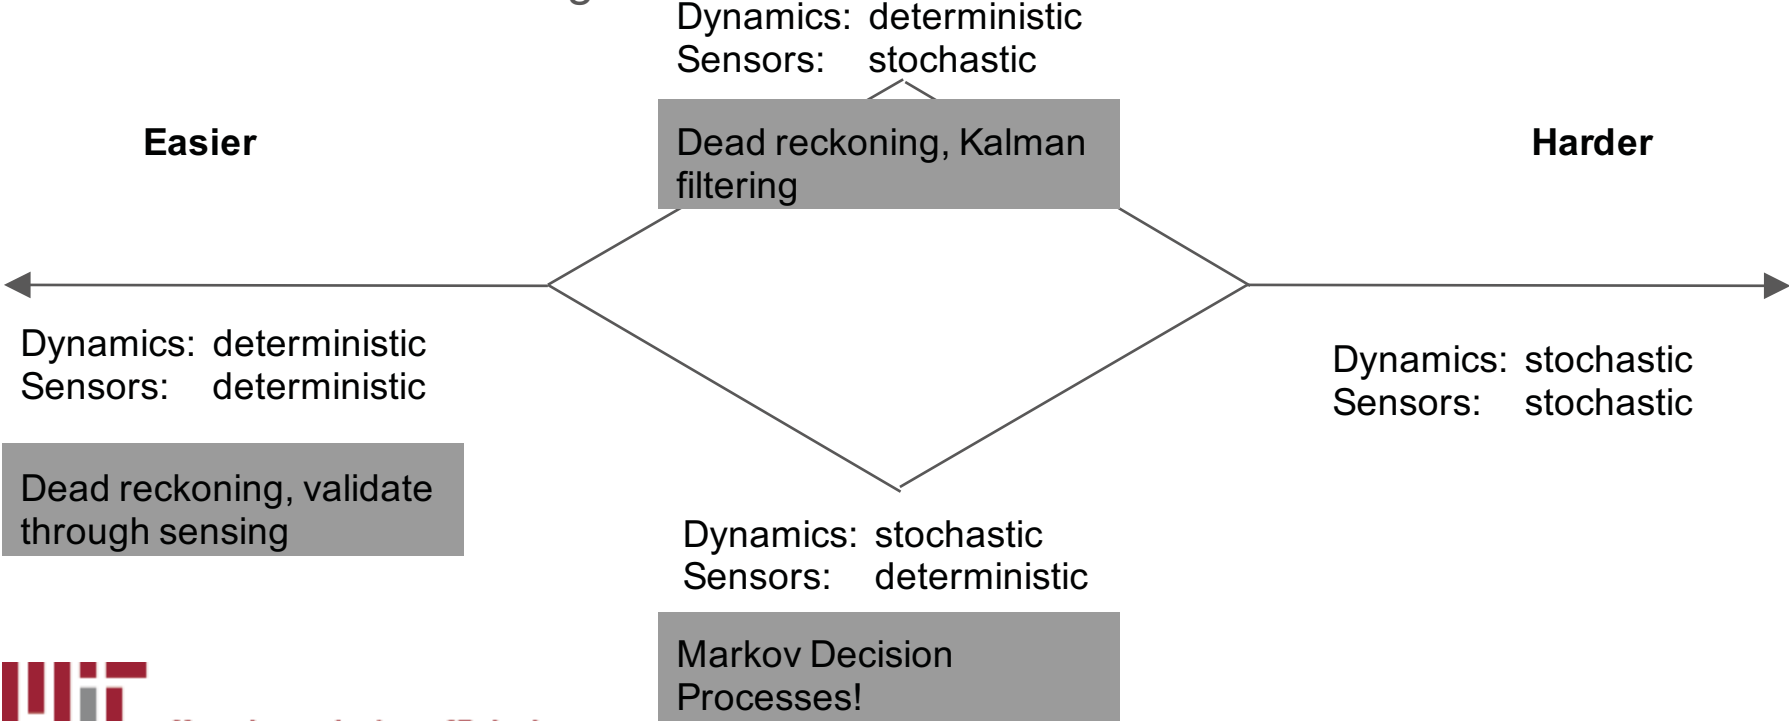 Dynamics: deterministic
Sensors: stochastic
Easier
Dead reckoning, Kalman
filtering
Harder
Dynamics: deterministic
Sensors: deterministic
Dynamics: stochastic
Sensors: stochastic
Dead reckoning, validate
through sensing
Dynamics: stochastic
Sensors: deterministic
Markov Decision
Processes!